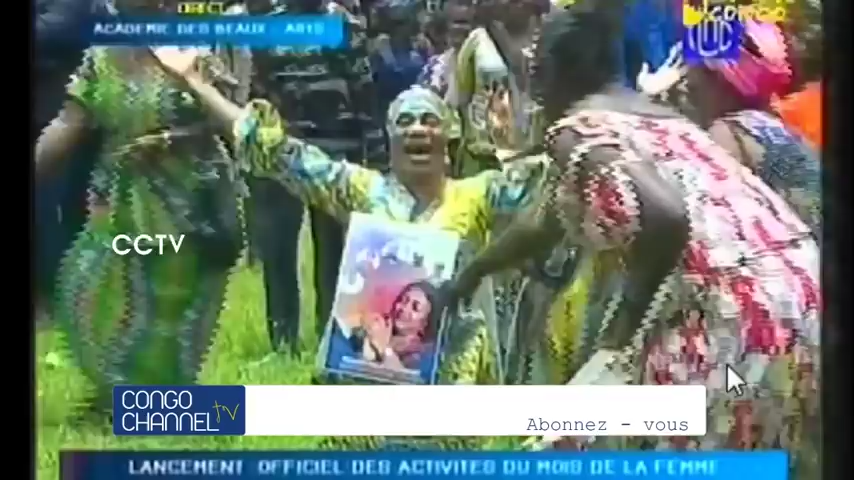 DIRECT
ACADEMIE DES BEAUX - ARTS
CCTV
CONGO
CHANNEL TV
Abonnez - vous
LANCEMENT OFFICIEL DES ACTIVITES DU MOIS DE LA FEMME